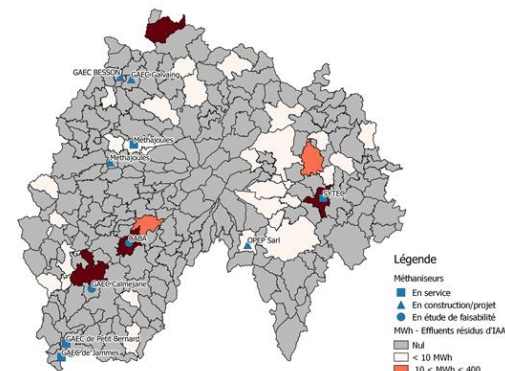 GAEC BESSON
GAEC Galvaing
Méthajoules
Méthajoules
SYTEC
CABA
OPEP Sarl
GAEC Calmejane
GAEC de Petit Bernard
GAEC de Jammes
Légende
Méthaniseurs
En service
En construction/projet
En étude de faisabilité
MWh - Effluents résidus d'IAA
Nul
< 10 MWh
10 < MWh < 400